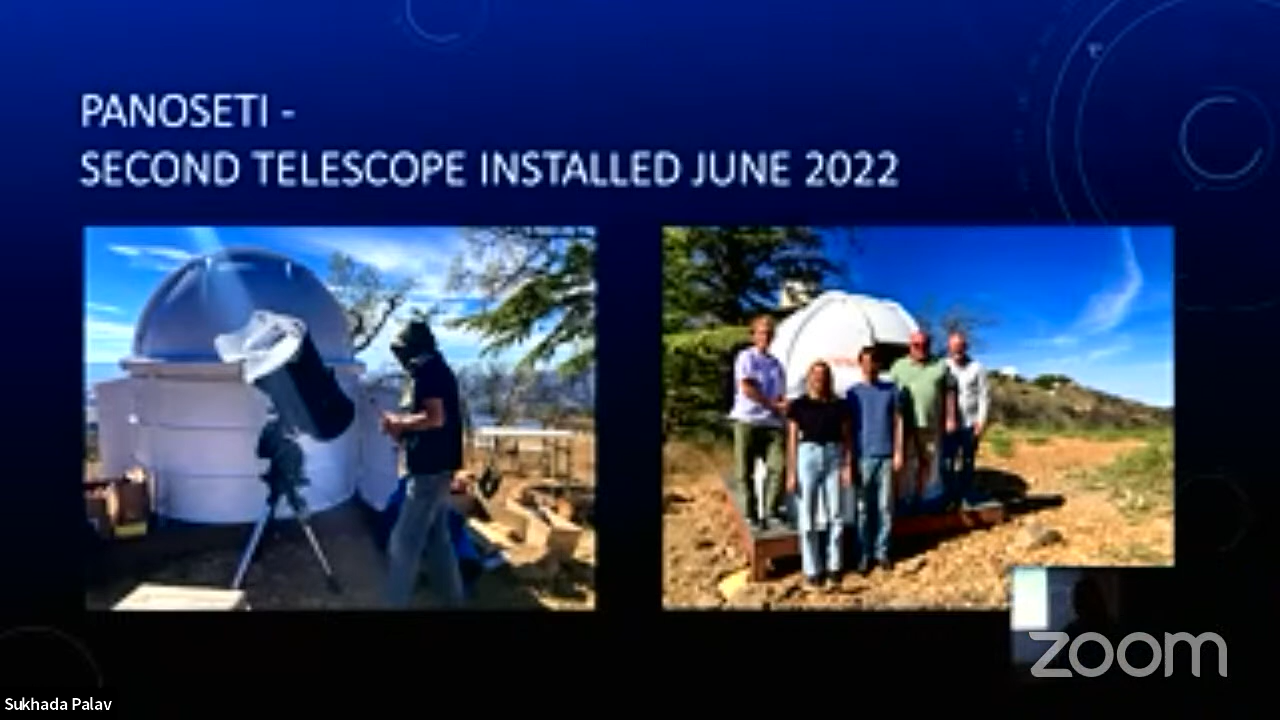 PANOSETI -
SECOND TELESCOPE INSTALLED JUNE 2022
zoom
Sukhada Palav